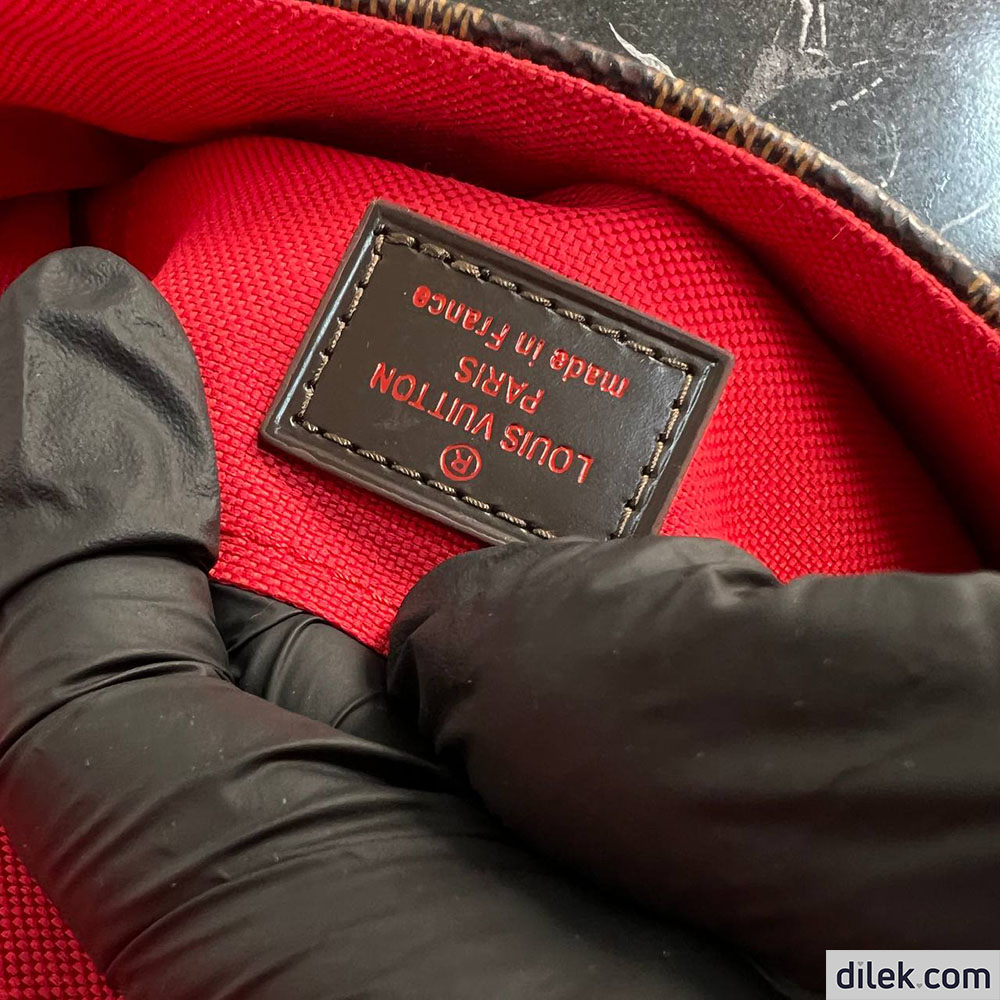 ®
LOUIS VUITTON
PARIS
made in France
dilek.com